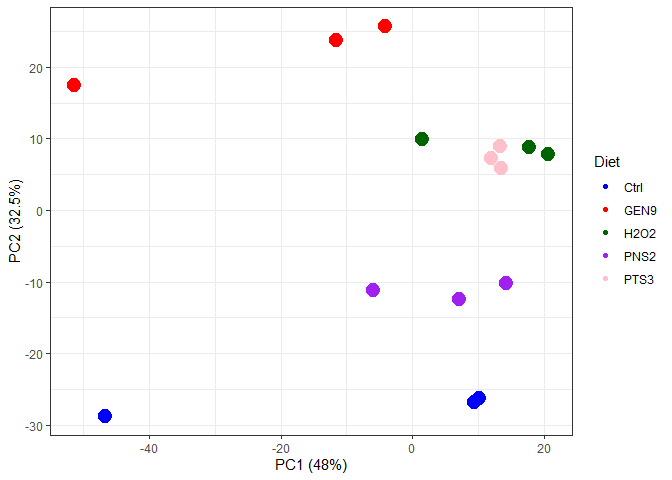 20
10
0
-10
-20
-30
PC2 (32.5%)
-40
-20
0
20
PC1 (48%)
Diet
Ctrl
GEN9
H2O2
PNS2
PTS3